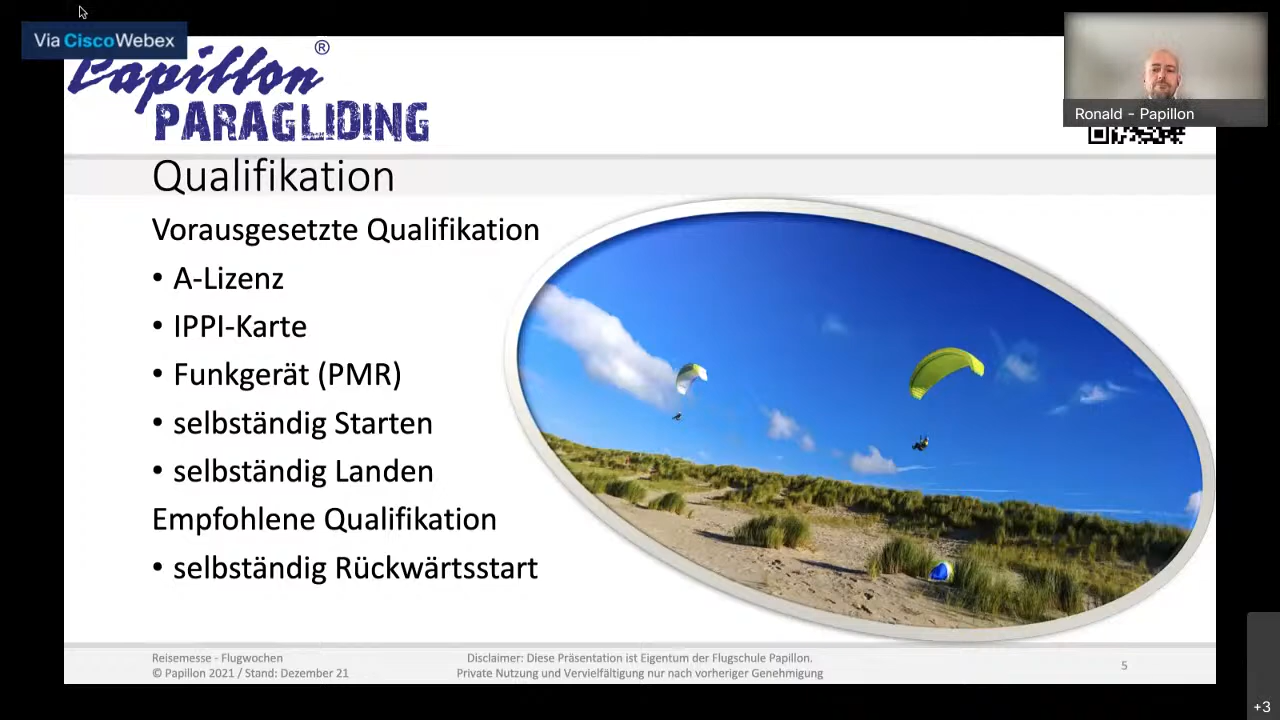 Via CiscoWebex
Papillon®
PARAGLIDING
Ronald - Papillon
Qualifikation
Vorausgesetzte Qualifikation
• A-Lizenz
• IPPI-Karte
• Funkgerät (PMR)
• selbständig Starten
• selbständig Landen
Empfohlene Qualifikation
• selbständig Rückwärtsstart
Reisemesse - Flugwochen
© Papillon 2021 / Stand: Dezember 21
Disclaimer: Diese Präsentation ist Eigentum der Flugschule Papillon.
Private Nutzung und Vervielfältigung nur nach vorheriger Genehmigung
5
+3